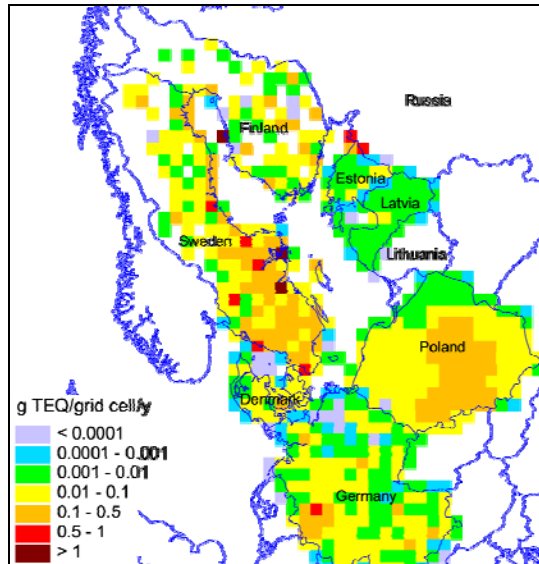 Russia
Finland
Estonia
Latvia
Sweden
Lithuania
Poland
Denmark
g TEQ/grid cell/y
< 0.0001
0.0001 - 0.001
0.001 - 0.01
0.01 - 0.1
0.1 - 0.5
0.5 - 1
> 1
Germany